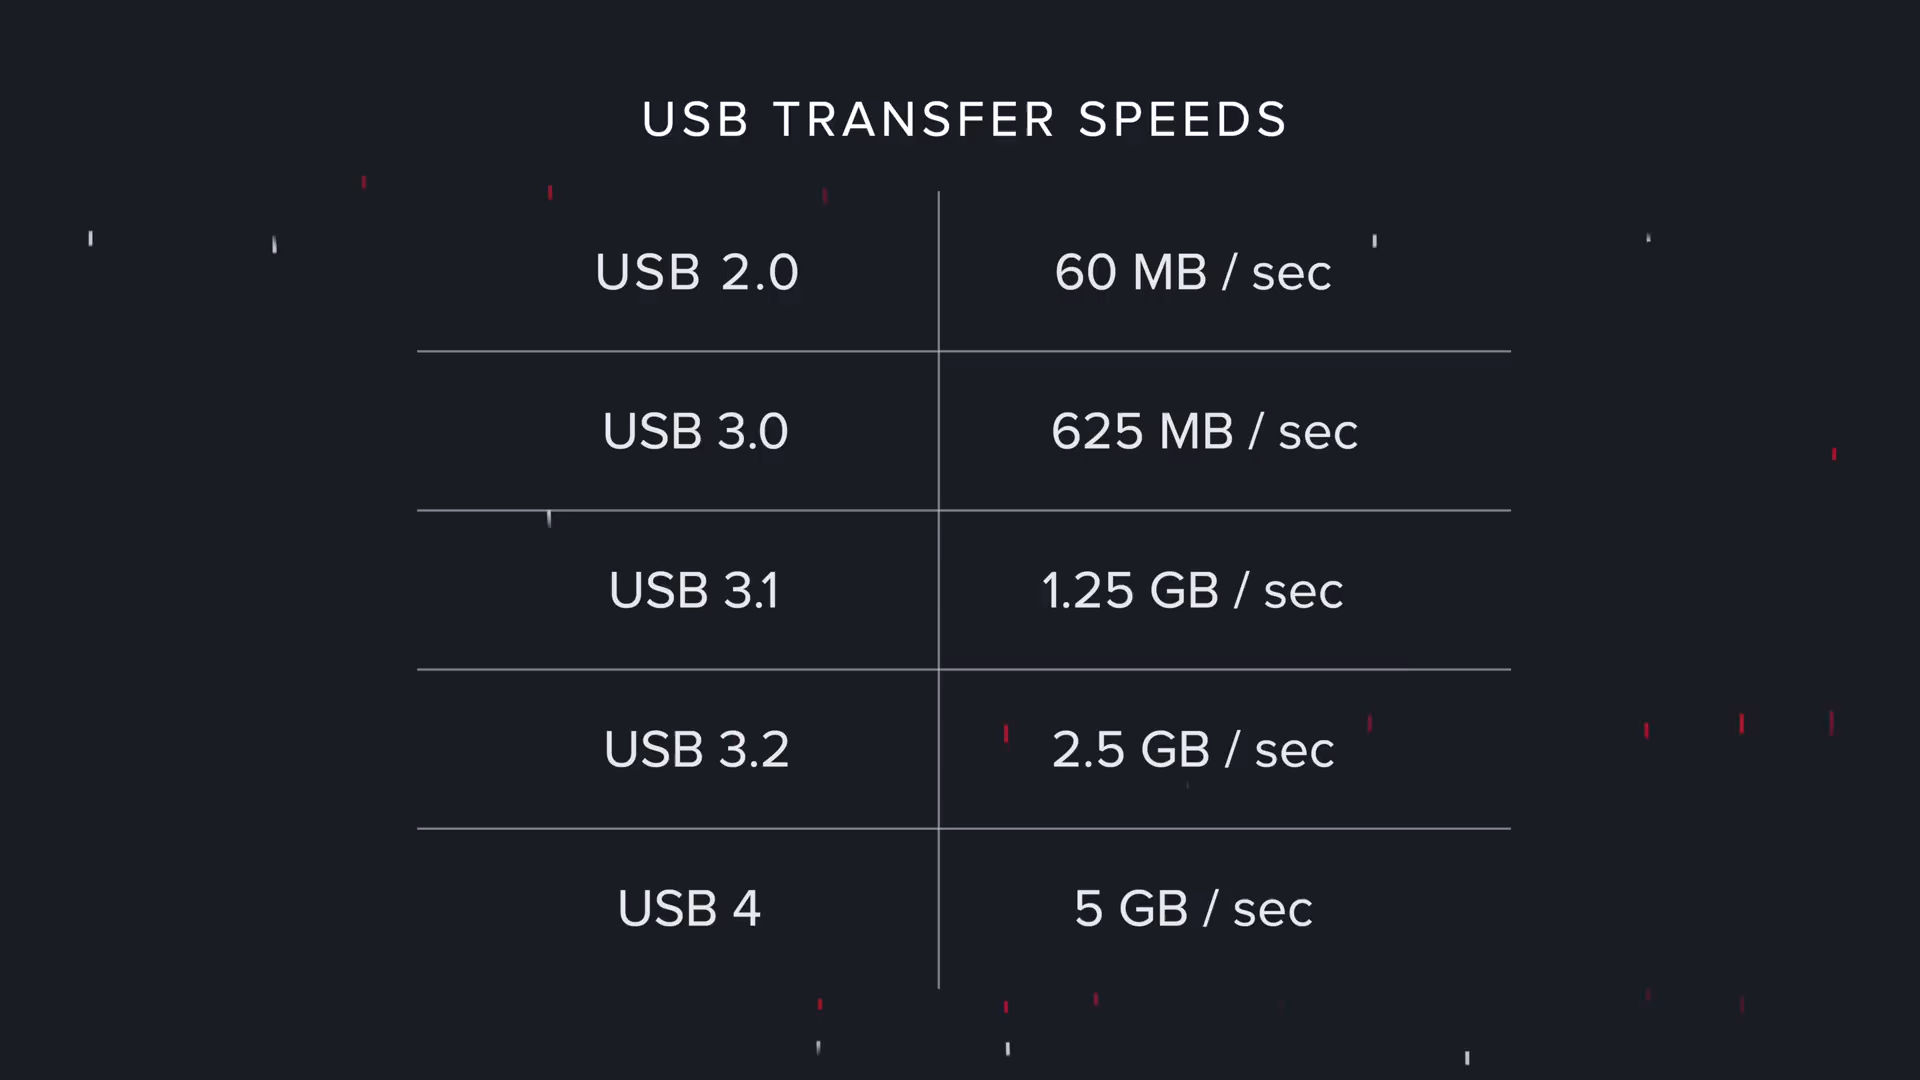 USB TRANSFER SPEEDS
USB 2.0 60 MB / sec
USB 3.0 625 MB / sec
USB 3.1 1.25 GB / sec
USB 3.2 2.5 GB / sec
USB 4 5 GB / sec